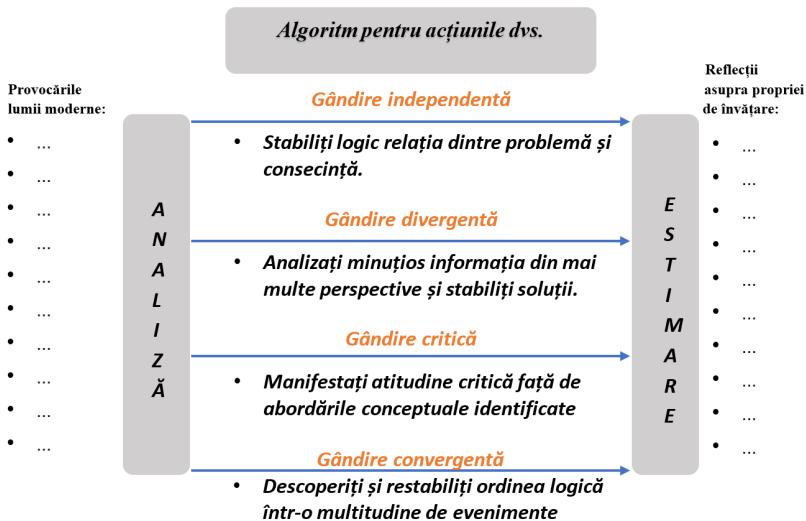 Algoritm pentru acțiunile dvs.
Provocările
lumii moderne:
• ...
• ...
• ...
• ...
• ...
• ...
• ...
• ...
• ...
• ...
A
N
A
L
I
Z
Ă
Gândire independentă
• Stabiliți logic relația dintre problemă și
consecință.
Gândire divergentă
• Analizați minuțios informația din mai
multe perspective și stabiliți soluții.
Gândire critică
• Manifestați atitudine critică față de
abordările conceptuale identificate
Gândire convergentă
• Descoperiți și restabiliți ordinea logică
într-o multitudine de evenimente
E
S
T
I
M
A
R
E
Reflecții
asupra propriei
de învățare:
• ...
• ...
• ...
• ...
• ...
• ...
• ...
• ...
• ...
• ...